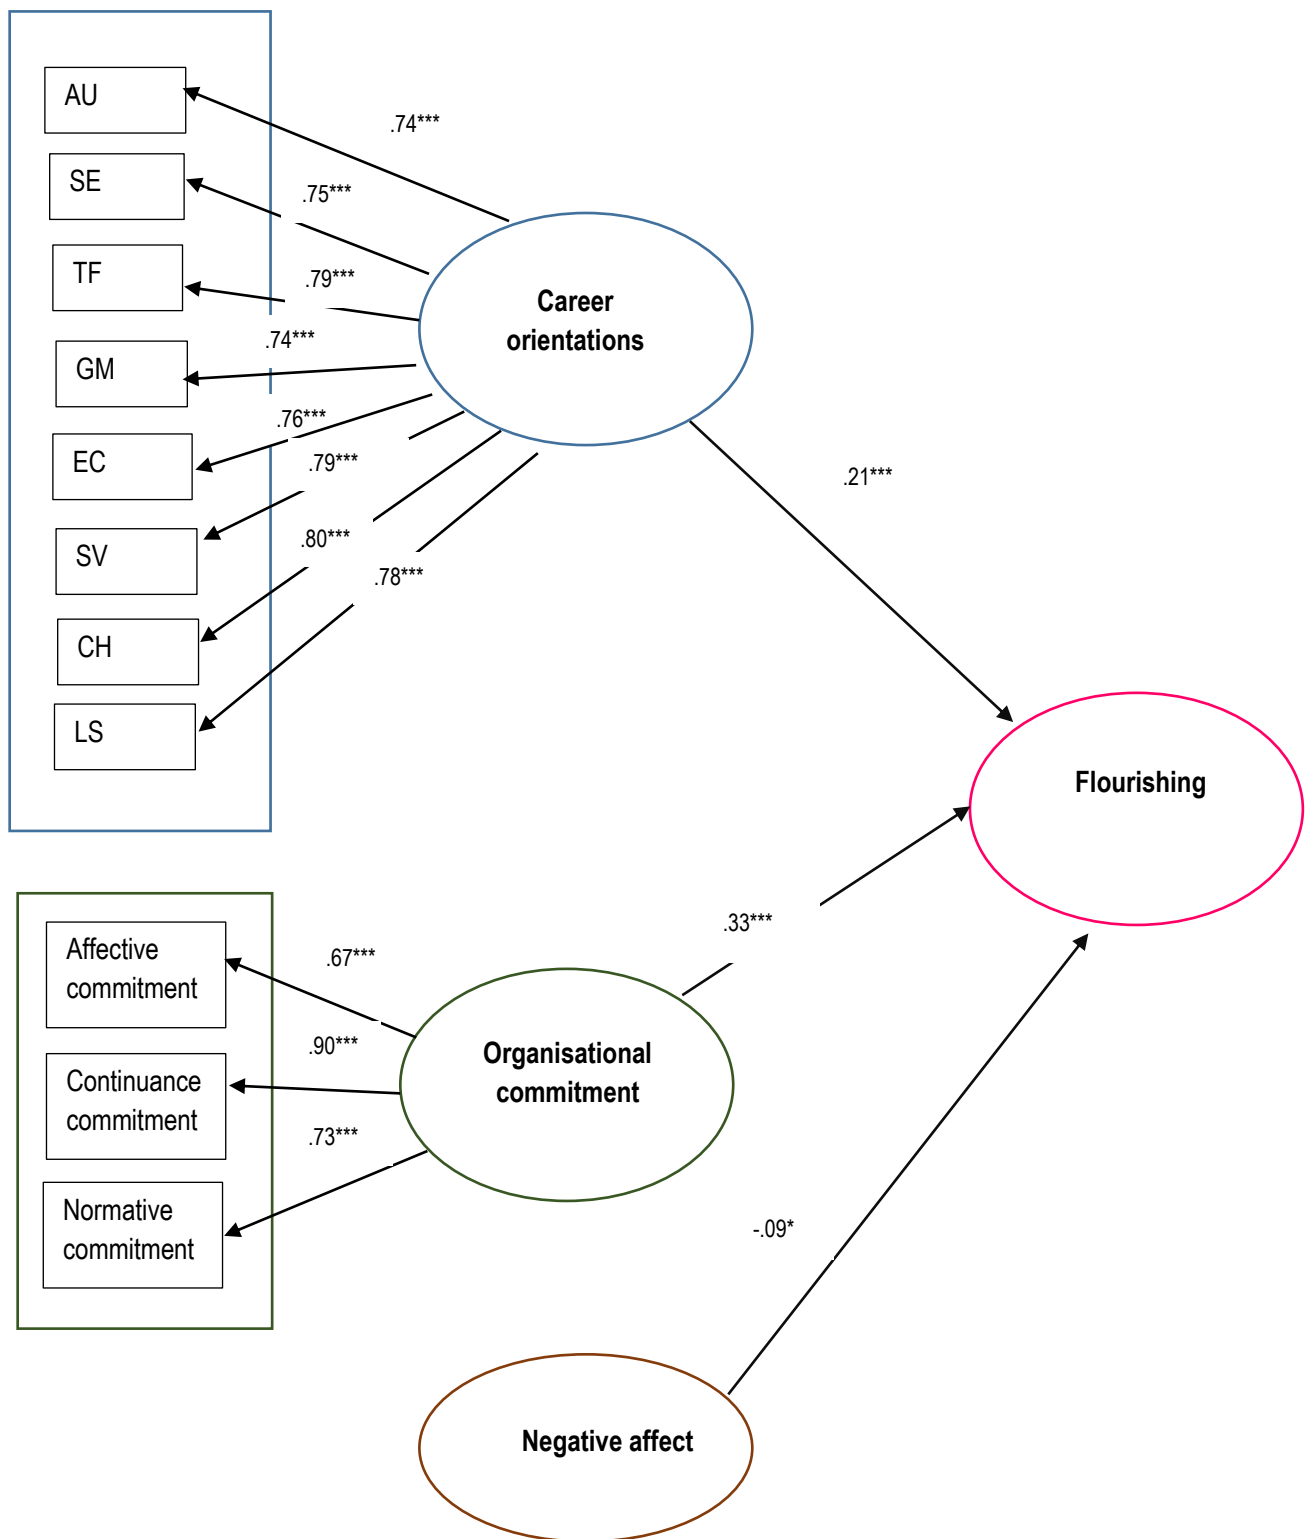 AU
.74***
SE
.75***
TF
.79***
GM
.74***
EC
.76***
SV
.79***
CH
.80***
LS
.78***
Career
orientations
.21***
Flourishing
Affective
commitment
.67***
Continuance
commitment
.90***
Normative
commitment
.73***
Organisational
commitment
.33***
-.09*
Negative affect